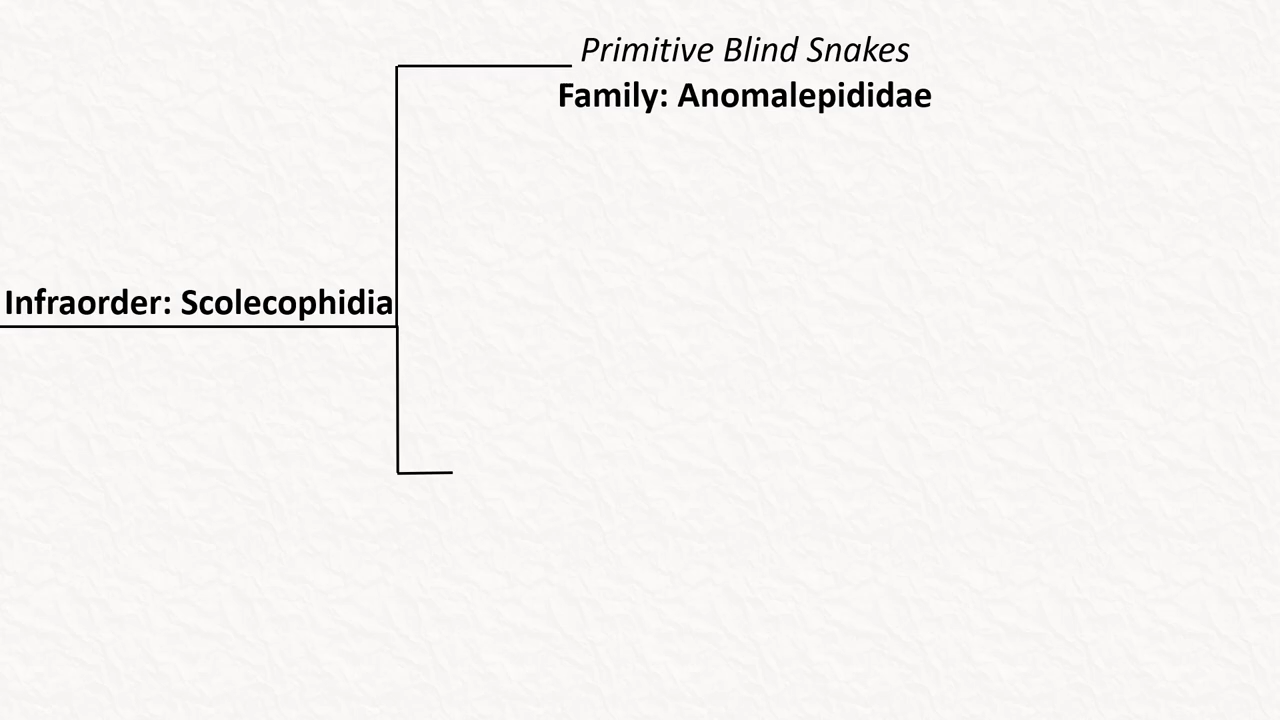 Primitive Blind Snakes
Family: Anomalepididae
Infraorder: Scolecophidia